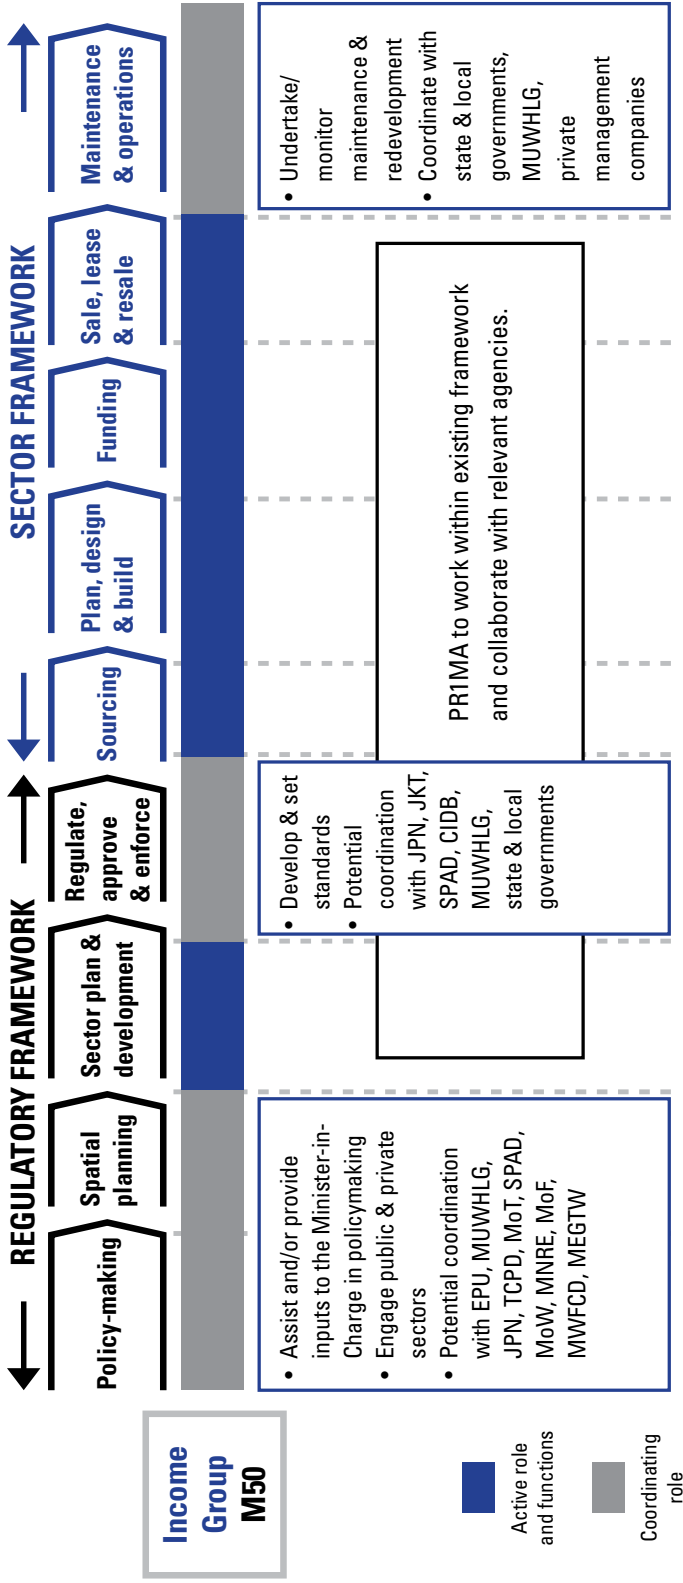 REGULATORY FRAMEWORK
SECTOR FRAMEWORK
Policy-making
Spatial
planning
Sector plan &
development
Regulate,
approve
& enforce
Sourcing
Plan, design
& build
Funding
Sale, lease
& resale
Maintenance
& operations
Income
Group
M50
• Assist and/or provide
inputs to the Minister-in-
Charge in policymaking
• Engage public & private
sectors
• Potential coordination
with EPU, MUWHLG,
JPN, TCPD, MoT, SPAD,
MoW, MNRE, MoF,
MWFCD, MEGTW
• Develop & set
standards
• Potential
coordination
with JPN, JKT,
SPAD, CIDB,
MUWHLG,
state & local
governments
PR1MA to work within existing framework
and collaborate with relevant agencies.
• Undertake/
monitor
maintenance &
redevelopment
• Coordinate with
state & local
governments,
MUWHLG,
private
management
companies
Active role
and functions
Coordinating
role